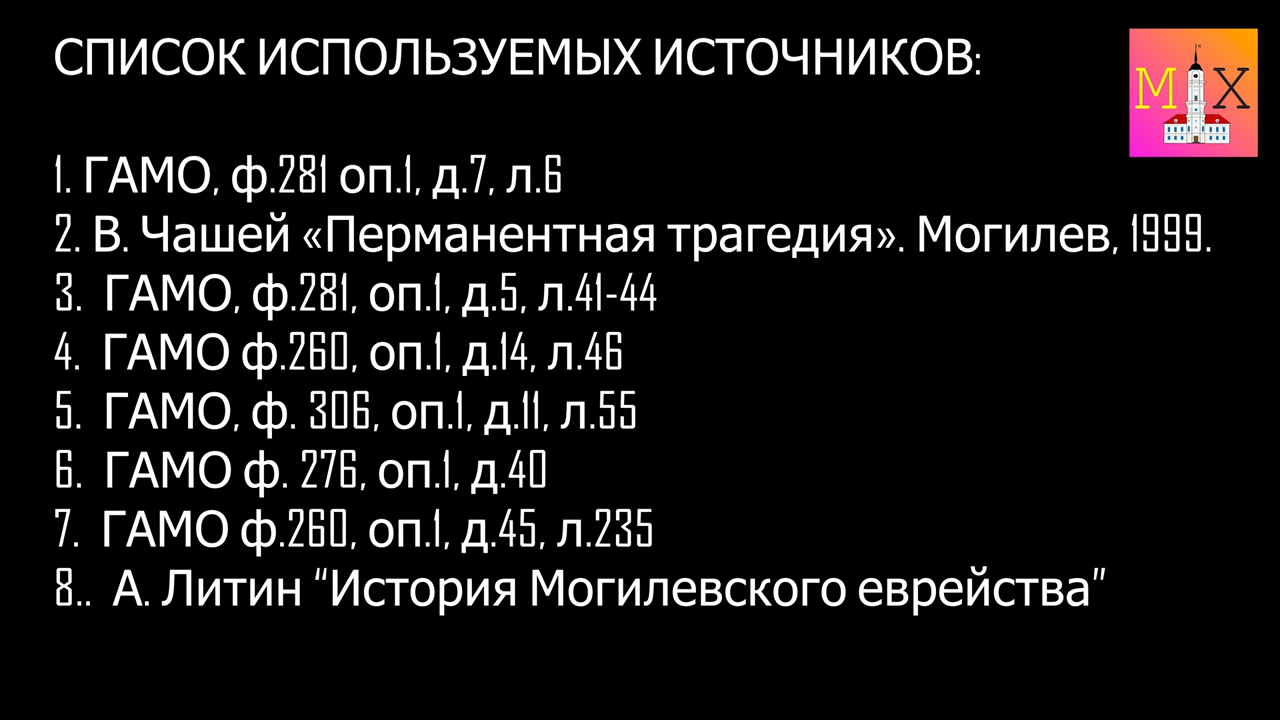 СПИСОК ИСПОЛЬЗУЕМЫХ ИСТОЧНИКОВ:
М Х
1. ГАМО, ф.281 оп.1, д.7, л.6
2. В. Чашей «Перманентная трагедия». Могилев, 1999.
3. ГАМО, ф.281, оп.1, д.5, л.41-44
4. ГАМО ф.260, оп.1, д.14, л.46
5. ГАМО, ф. 306, оп.1, д.11, л.55
6. ГАМО ф. 276, оп.1, д.40
7. ГАМО ф.260, оп.1, д.45, л.235
8.. А. Литин “История Могилевского еврейства”